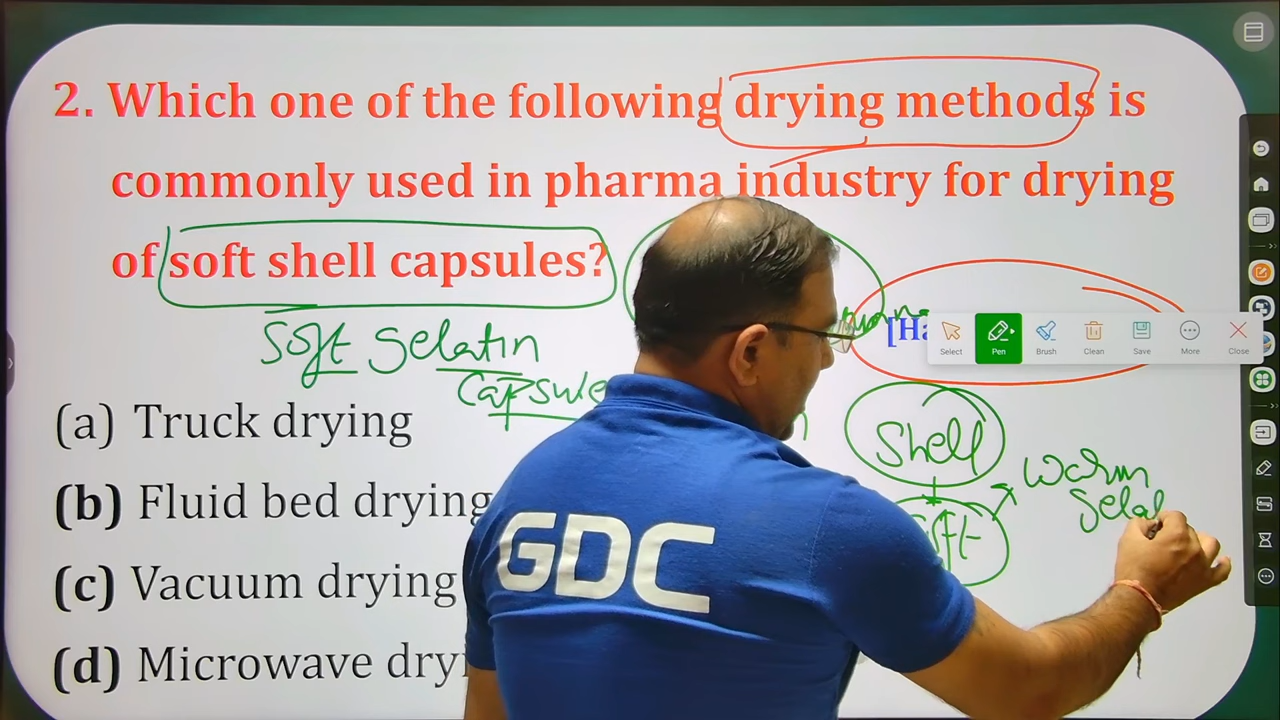 2. Which one of the following drying methods is
commonly used in pharma industry for drying
of soft shell capsules?
Soft Gelatin
Capsule
(a) Truck drying
(b) Fluid bed drying
(c) Vacuum drying
(d) Microwave
Shell
Warm
Gela
GDC
Select
Pen
Brush
Clean
Save
More
Close